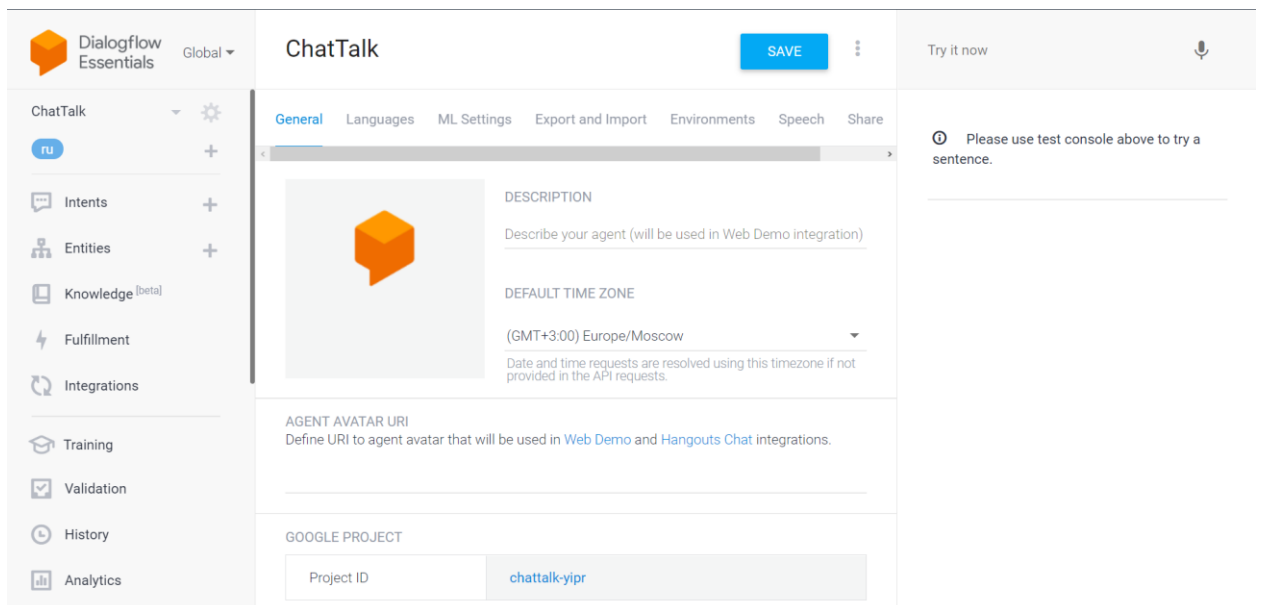 Dialogflow
Essentials
Global
ChatTalk
SAVE
Try it now
ChatTalk
ru
Intents
Entities
Knowledge [beta]
Fulfillment
Integrations
Training
Validation
History
Analytics
General Languages ML Settings Export and Import Environments Speech Share
DESCRIPTION
Describe your agent (will be used in Web Demo integration)
DEFAULT TIME ZONE
(GMT+3:00) Europe/Moscow
Date and time requests are resolved using this timezone if not
provided in the API requests.
AGENT AVATAR URI
Define URI to agent avatar that will be used in Web Demo and Hangouts Chat integrations.
GOOGLE PROJECT
Project ID chattalk-yipr
Please use test console above to try a
sentence.